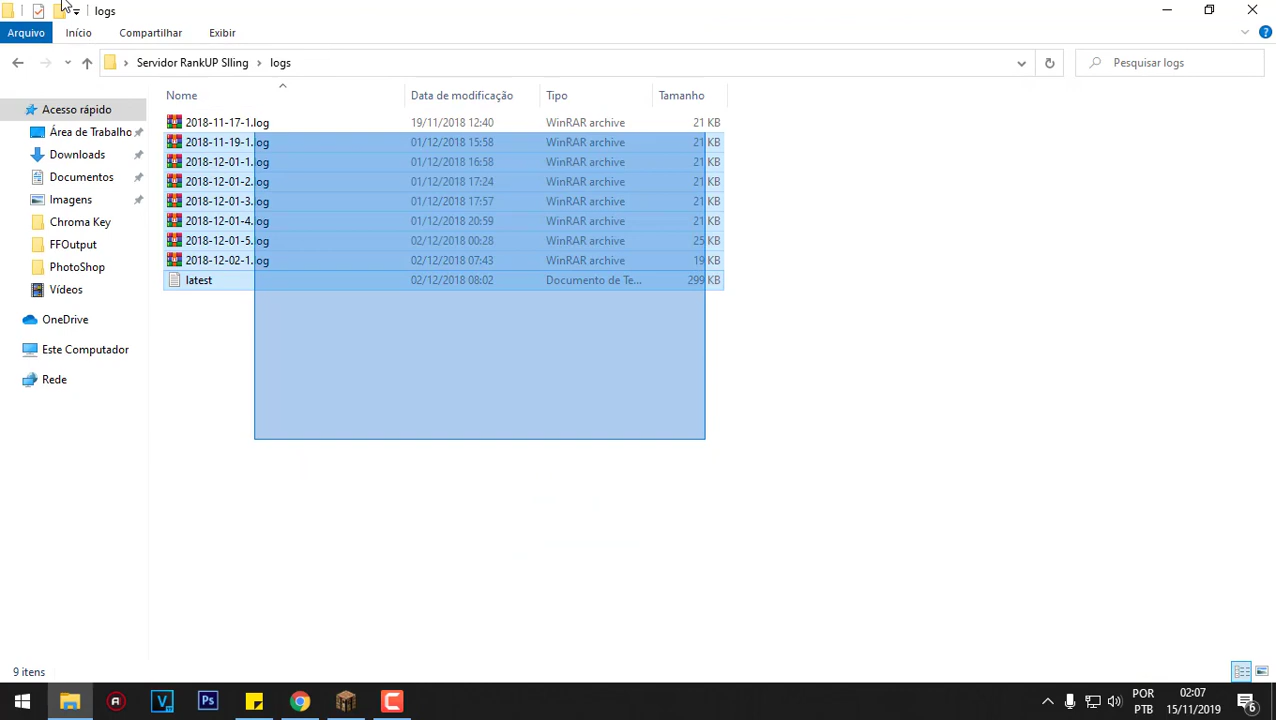 logs
Arquivo Início Compartilhar Exibir
Servidor RankUP Slling > logs Pesquisar logs
Nome Data de modificação Tipo Tamanho
Acesso rápido
Área de Trabalho
Downloads
Documentos
Imagens
Chroma Key
FFOutput
PhotoShop
Vídeos
OneDrive
Este Computador
Rede
2018-11-17-1.log 19/11/2018 12:40 WinRAR archive 21 KB
2018-11-19-1.log 01/12/2018 15:58 WinRAR archive 21 KB
2018-12-01-1.log 01/12/2018 16:58 WinRAR archive 21 KB
2018-12-01-2.log 01/12/2018 17:24 WinRAR archive 21 KB
2018-12-01-3.log 01/12/2018 17:57 WinRAR archive 21 KB
2018-12-01-4.log 01/12/2018 20:59 WinRAR archive 21 KB
2018-12-01-5.log 02/12/2018 00:28 WinRAR archive 25 KB
2018-12-02-1.log 02/12/2018 07:43 WinRAR archive 19 KB
latest 02/12/2018 08:02 Documento de Te... 299 KB
9 itens
Ps
POR 02:07
PTB 15/11/2019 6